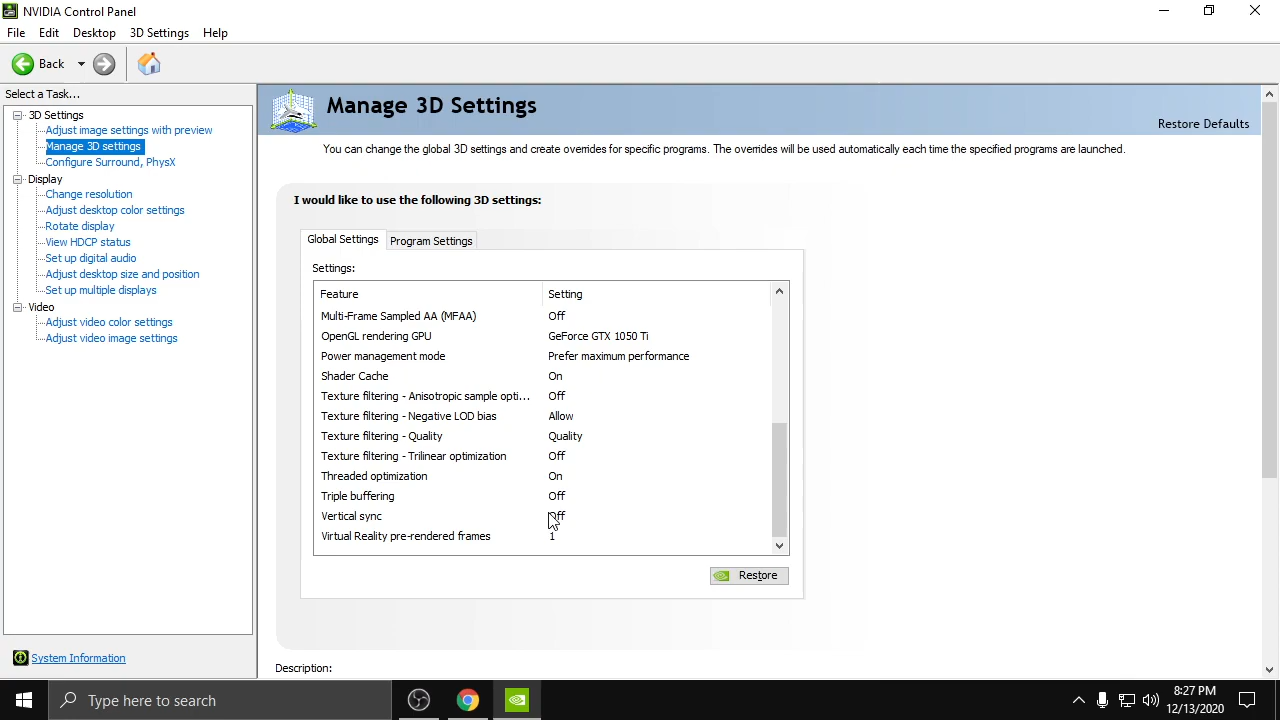 NVIDIA Control Panel
File Edit Desktop 3D Settings Help
Back
Select a Task...
3D Settings
Adjust image settings with preview
Manage 3D settings
Configure Surround, PhysX
Display
Change resolution
Adjust desktop color settings
Rotate display
View HDCP status
Set up digital audio
Adjust desktop size and position
Set up multiple displays
Video
Adjust video color settings
Adjust video image settings
System Information
Manage 3D Settings
Restore Defaults
You can change the global 3D settings and create overrides for specific programs. The overrides will be used automatically each time the specified programs are launched.
I would like to use the following 3D settings:
Global Settings Program Settings
Settings:
Feature Setting
Multi-Frame Sampled AA (MFAA) Off
OpenGL rendering GPU GeForce GTX 1050 Ti
Power management mode Prefer maximum performance
Shader Cache On
Texture filtering - Anisotropic sample opti... Off
Texture filtering - Negative LOD bias Allow
Texture filtering - Quality Quality
Texture filtering - Trilinear optimization Off
Threaded optimization On
Triple buffering Off
Vertical sync Off
Virtual Reality pre-rendered frames 1
Restore
Description:
Type here to search
8:27 PM
12/13/2020